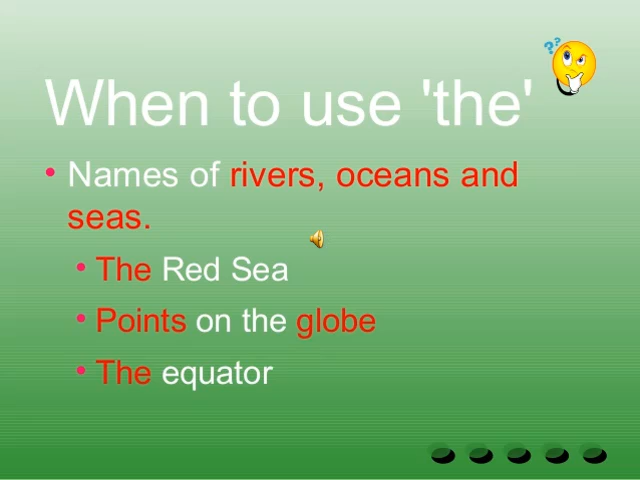 When to use 'the'
• Names of rivers, oceans and
seas.
• The Red Sea
• Points on the globe
• The equator